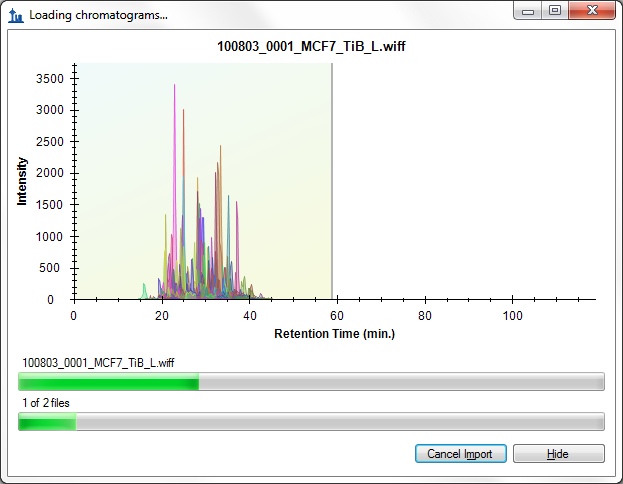 Loading chromatograms...
100803_0001_MCF7_TiB_L.wiff
3500
3000
2500
2000
1500
1000
500
0
Intensity
0 20 40 60 80 100
Retention Time (min.)
100803_0001_MCF7_TiB_L.wiff
1 of 2 files
Cancel Import Hide